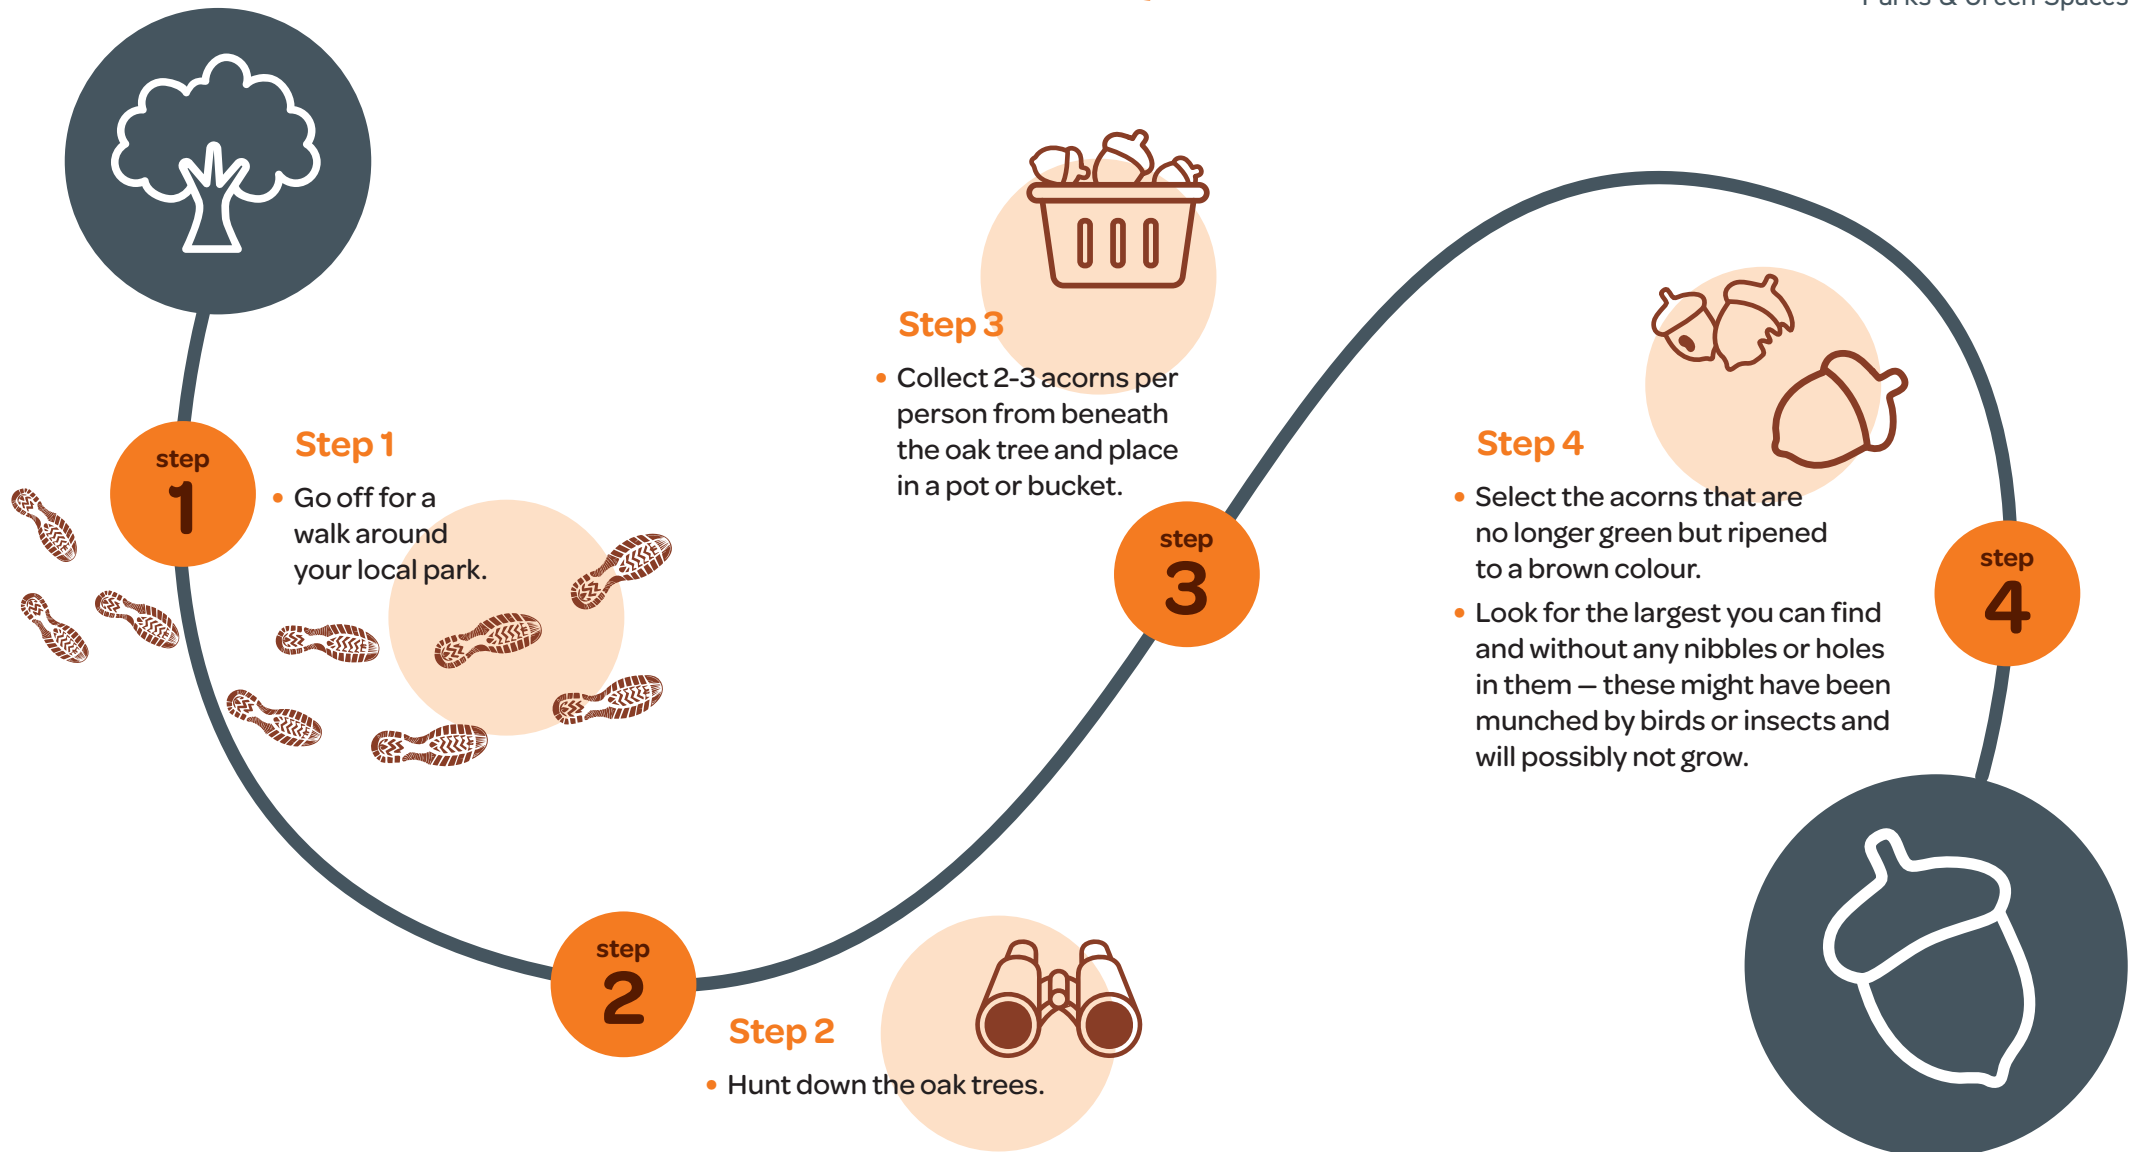 Parks & Green Spaces
step
1
Step 1
• Go off for a
walk around
your local park.
step
2
Step 2
• Hunt down the oak trees.
Step 3
• Collect 2-3 acorns per
person from beneath
the oak tree and place
in a pot or bucket.
step
3
Step 4
• Select the acorns that are
no longer green but ripened
to a brown colour.
• Look for the largest you can find
and without any nibbles or holes
in them – these might have been
munched by birds or insects and
will possibly not grow.
step
4